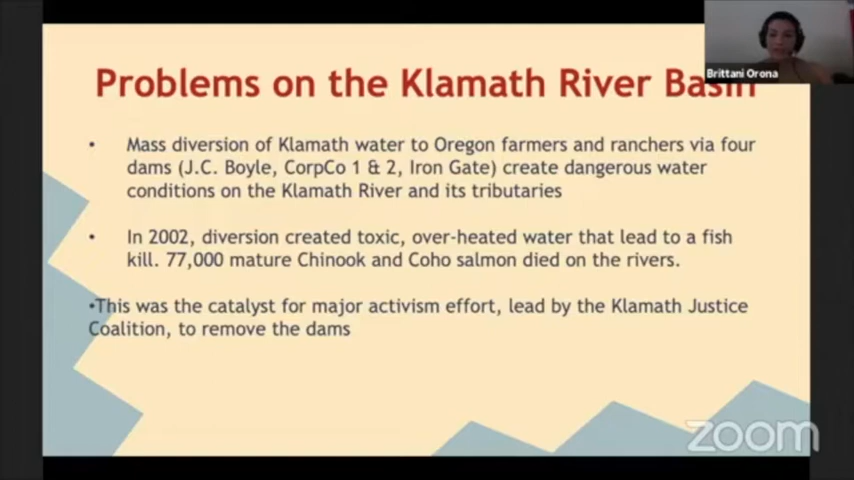 Brittani Orona
Problems on the Klamath River Basin
• Mass diversion of Klamath water to Oregon farmers and ranchers via four
dams (J.C. Boyle, CorpCo 1 & 2, Iron Gate) create dangerous water
conditions on the Klamath River and its tributaries
• In 2002, diversion created toxic, over-heated water that lead to a fish
kill. 77,000 mature Chinook and Coho salmon died on the rivers.
•This was the catalyst for major activism effort, lead by the Klamath Justice
Coalition, to remove the dams
zoom